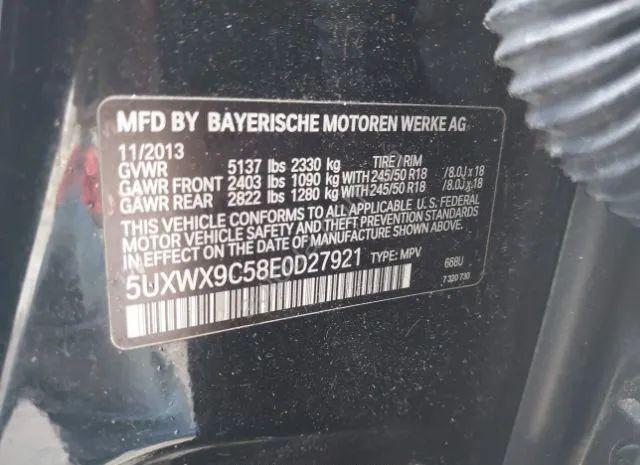 MFD BY BAYERISCHE MOTOREN WERKE AG
11/2013
GVWR 5137 lbs 2330 kg TIRE / RIM
GAWR FRONT 2403 lbs 1090 kg WITH 245/50 R18 /8.0J x 18
GAWR REAR 2822 lbs 1280 kg WITH 245/50 R18 /8.0J x 18
THIS VEHICLE CONFORMS TO ALL APPLICABLE U. S. FEDERAL
MOTOR VEHICLE SAFETY AND THEFT PREVENTION STANDARDS
IN EFFECT ON THE DATE OF MANUFACTURE SHOWN ABOVE.
5UXWX9C58E0D27921 TYPE: MPV 668U
7 320 730